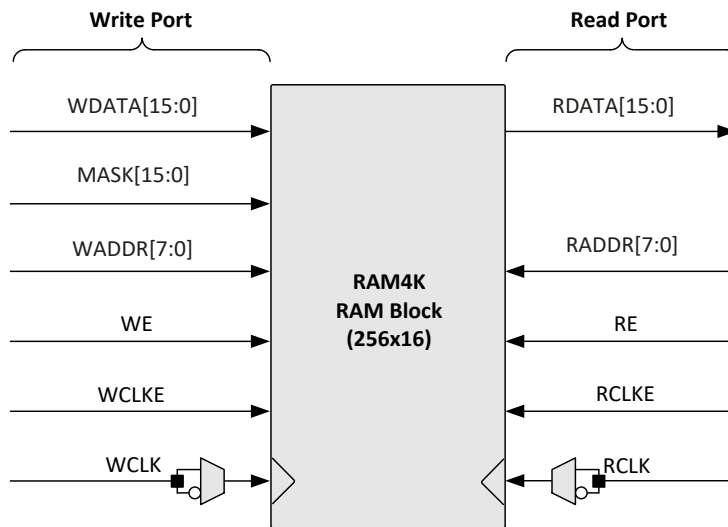 Write Port
Read Port
WDATA[15:0]
RDATA[15:0]
MASK[15:0]
WADDR[7:0]
RADDR[7:0]
RAM4K
RAM Block
(256x16)
WE
RE
WCLKE
RCLKE
WCLK
RCLK